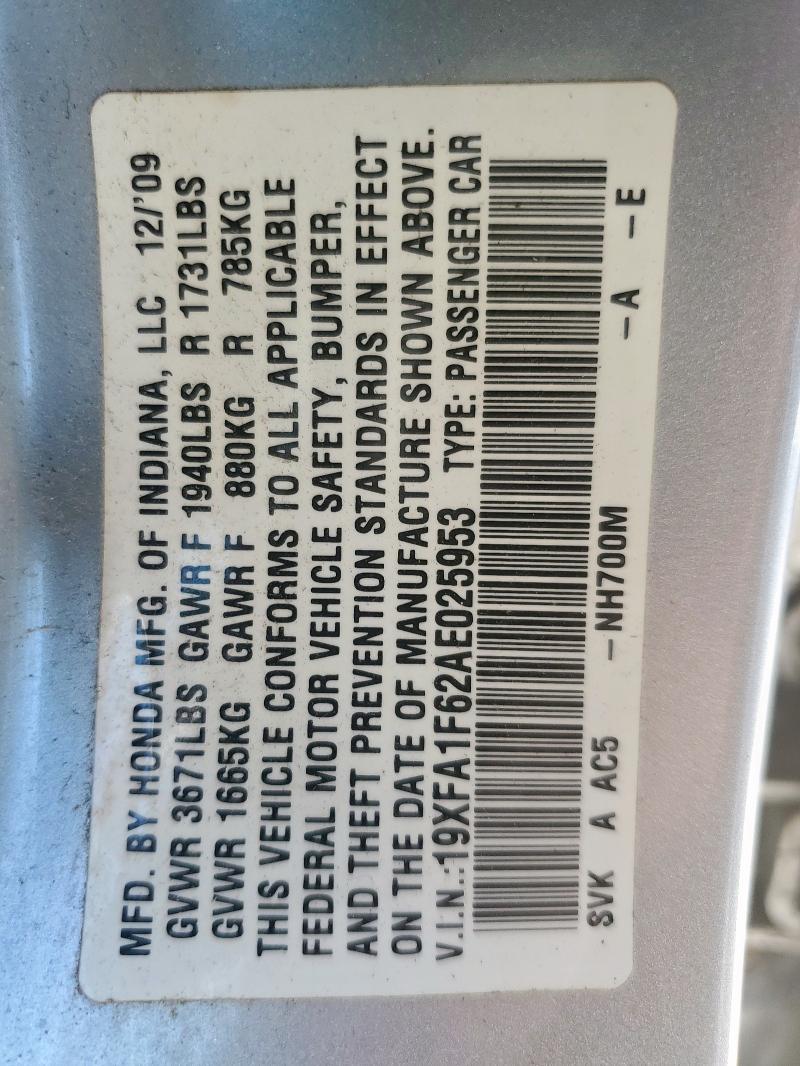 MFD. BY HONDA MFG. OF INDIANA, LLC 12/'09
GVWR 3671LBS GAWR F 1940LBS R 1731LBS
GVWR 1665KG GAWR F 880KG R 785KG
THIS VEHICLE CONFORMS TO ALL APPLICABLE
FEDERAL MOTOR VEHICLE SAFETY, BUMPER,
AND THEFT PREVENTION STANDARDS IN EFFECT
ON THE DATE OF MANUFACTURE SHOWN ABOVE.
V.I.N.:19XFA1F62AE025953 TYPE: PASSENGER CAR
SVK A AC5 –NH700M –A –E